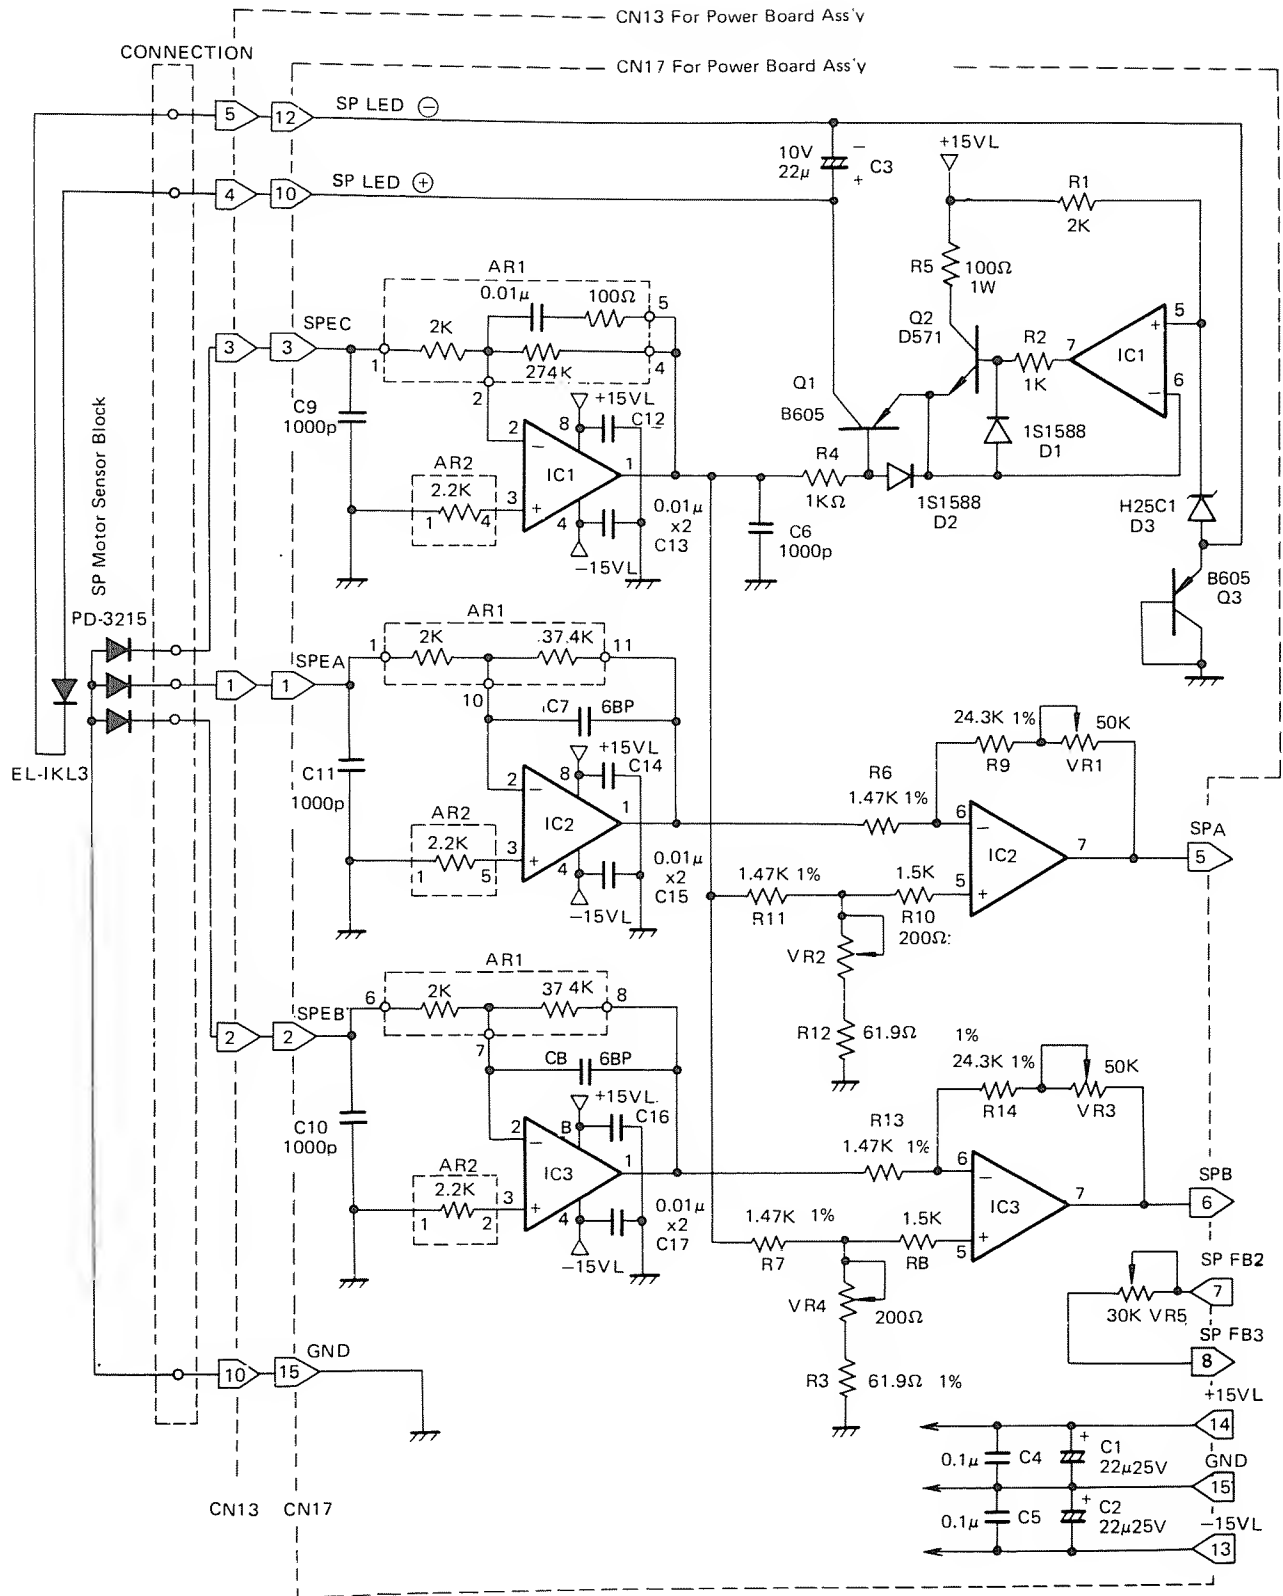 CN13 For Power Board Ass'y
CONNECTION
CN17 For Power Board Ass'y
5
12
SP LED ⊖
4
10
SP LED ⊕
10V
22μ
−
+
C3
+15VL
R1
2K
R5
100Ω
1W
Q2
D571
R2
1K
7
IC1
5
+
−
6
AR1
0.01μ
100Ω
5
SPEC
3
3
1
2K
274K
4
2
C9
1000p
+15VL
8
C12
2
−
IC1
1
AR2
2.2K
1
4
3
+
4
0.01μ
x2
C13
−15VL
Q1
B605
R4
1KΩ
C6
1000p
1S1588
D2
1S1588
D1
H25C1
D3
B605
Q3
SP Motor Sensor Block
PD-3215
EL-IKL3
AR1
1
2K
37.4K
11
SPEA
1
1
10
C7
6BP
C11
1000p
+15VL
8
C14
2
−
IC2
1
AR2
2.2K
1
5
3
+
4
0.01μ
x2
C15
−15VL
24.3K 1%
R9
50K
VR1
R6
1.47K 1%
6
−
IC2
7
5
+
SPA
5
1.47K 1%
R11
1.5K
R10
200Ω
VR2
R12
61.9Ω
1%
AR1
6
2K
37 4K
8
SPEB
2
2
7
CB
6BP
C10
1000p
+15VL
B
C16
2
−
IC3
1
AR2
2.2K
1
2
3
+
4
0.01μ
x2
C17
−15VL
24.3K 1%
R14
50K
VR3
R13
1.47K 1%
6
−
IC3
7
5
+
SPB
6
1.47K 1%
R7
1.5K
RB
VR4
200Ω
R3
61.9Ω 1%
SP FB2
7
30K VR5
SP FB3
8
10
15
GND
+15VL
14
0.1μ
C4
+
C1
22μ25V
GND
15
0.1μ
C5
+
C2
22μ25V
−15VL
13
CN13
CN17